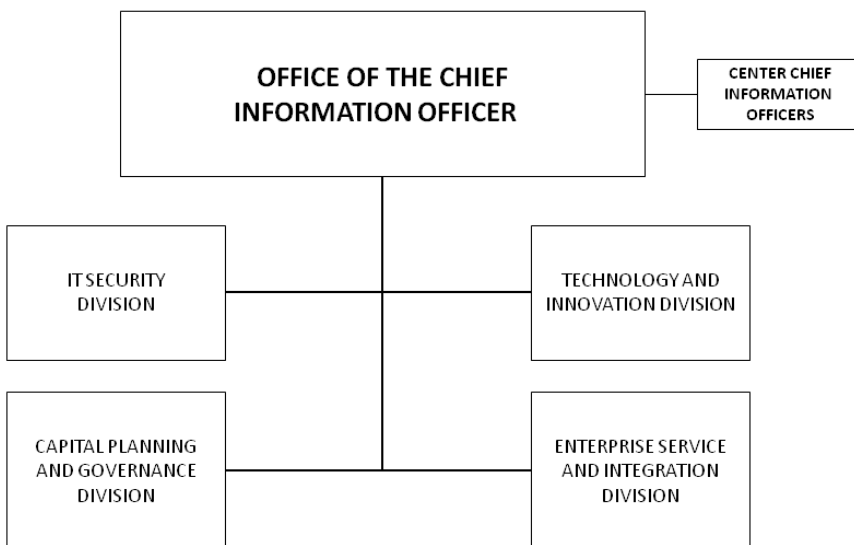 OFFICE OF THE CHIEF
INFORMATION OFFICER
CENTER CHIEF
INFORMATION
OFFICERS
IT SECURITY
DIVISION
TECHNOLOGY AND
INNOVATION DIVISION
CAPITAL PLANNING
AND GOVERNANCE
DIVISION
ENTERPRISE SERVICE
AND INTEGRATION
DIVISION